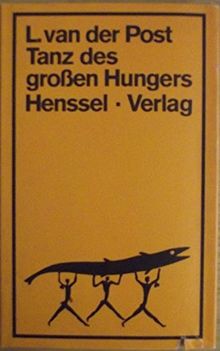 L. van der Post
Tanz des
großen Hungers
Henssel · Verlag